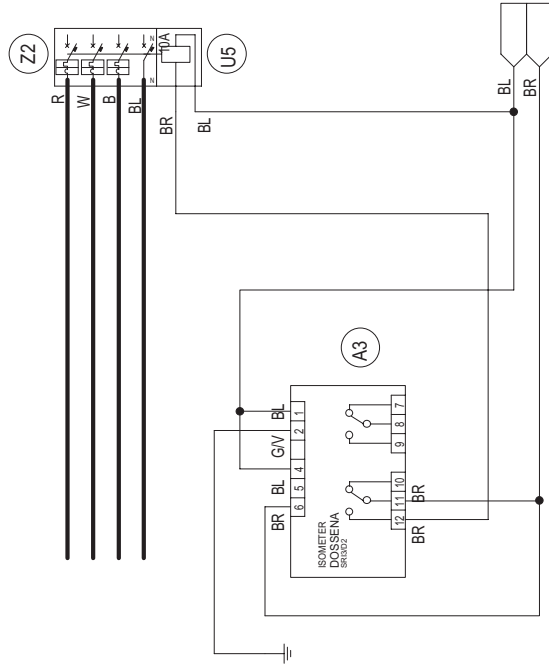 Z2
U5
N
10A
N
R
W
B
BL
BR
BL
BL
BR
A3
BL
G/V
BL
BR
1
2
4
5
6
ISOMETER
DOSSENA
SRI3/D2
7
8
9
10
11
12
BR
BR